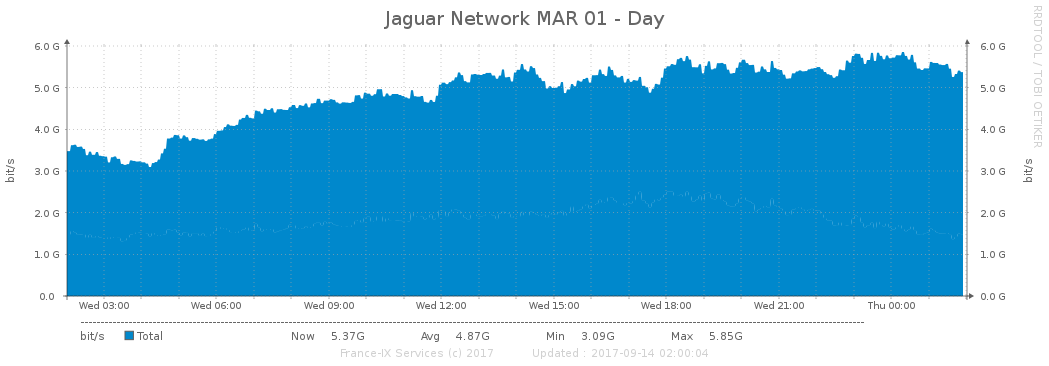 Jaguar Network MAR 01 - Day
RRDTOOL / TOBI OETIKER
6.0 G 6.0 G
5.0 G 5.0 G
4.0 G 4.0 G
3.0 G 3.0 G
2.0 G 2.0 G
1.0 G 1.0 G
0.0 0.0 G
bit/s bit/s
Wed 03:00 Wed 06:00 Wed 09:00 Wed 12:00 Wed 15:00 Wed 18:00 Wed 21:00 Thu 00:00
bit/s Total Now 5.37G Avg 4.87G Min 3.09G Max 5.85G
France-IX Services (c) 2017 Updated : 2017-09-14 02:00:04